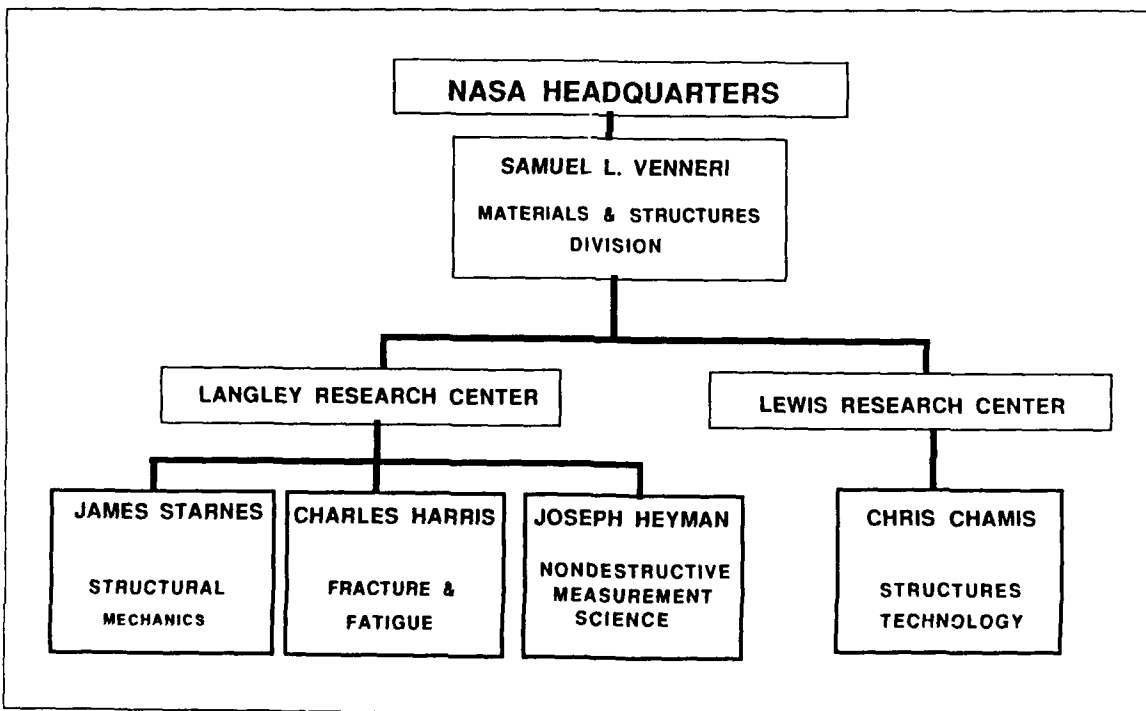 NASA HEADQUARTERS
SAMUEL L. VENNERI
MATERIALS & STRUCTURES
DIVISION
LANGLEY RESEARCH CENTER
LEWIS RESEARCH CENTER
JAMES STARNES
STRUCTURAL
MECHANICS
CHARLES HARRIS
FRACTURE &
FATIGUE
JOSEPH HEYMAN
NONDESTRUCTIVE
MEASUREMENT
SCIENCE
CHRIS CHAMIS
STRUCTURES
TECHNOLOGY